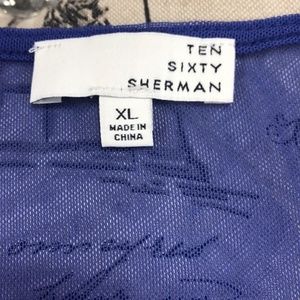 TEN
SIXTY
SHERMAN
XL
MADE IN
CHINA